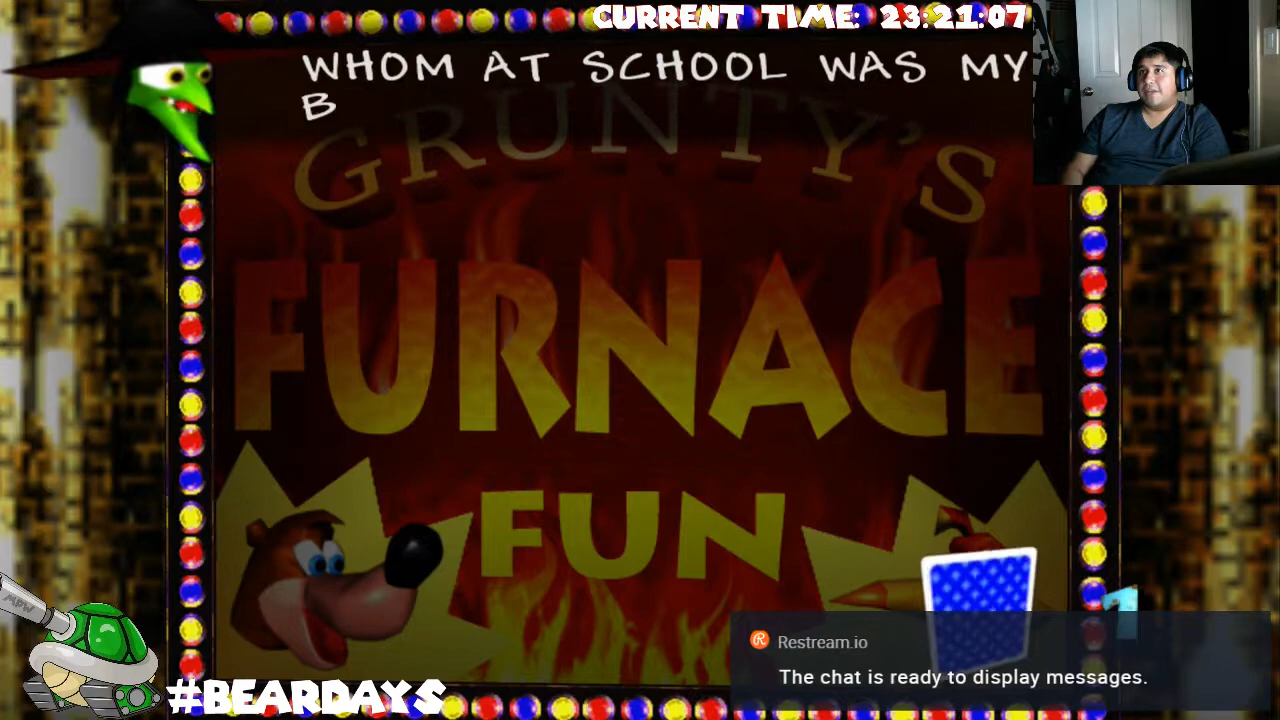 CURRENT TIME: 23:21:07
WHOM AT SCHOOL WAS MY
B
GRUNTY'S
FURNACE
FUN
MPW
Restream.io
The chat is ready to display messages.
#BEARDAYS